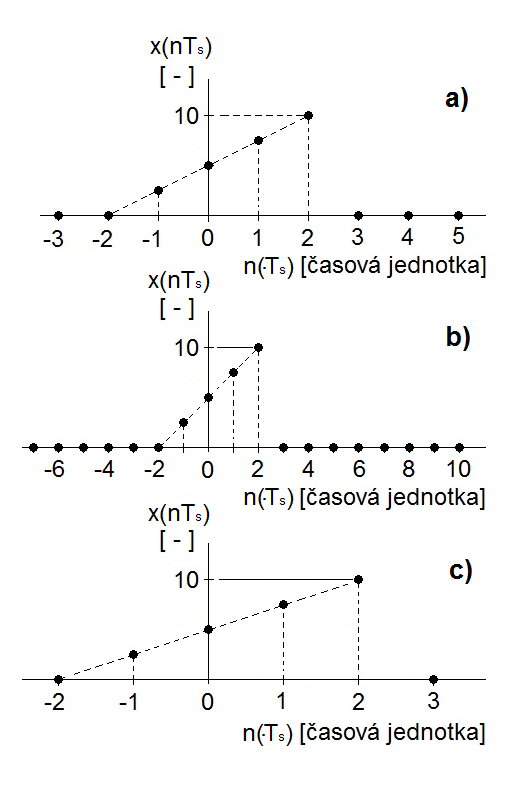 x(nTs)
[ - ]
a)
10
-3 -2 -1 0 1 2 3 4 5
n(·Ts) [časová jednotka]
x(nTs)
[ - ]
b)
10
-6 -4 -2 0 2 4 6 8 10
n(·Ts) [časová jednotka]
x(nTs)
[ - ]
c)
10
-2 -1 0 1 2 3
n(·Ts) [časová jednotka]